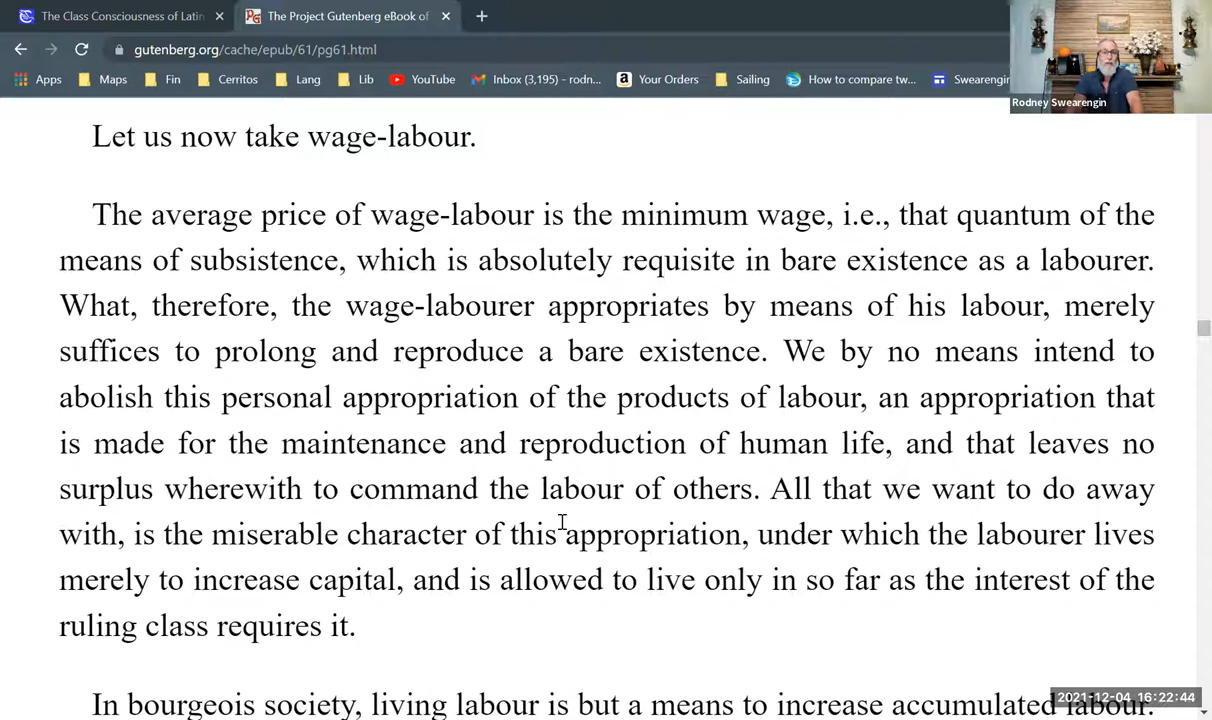 The Class Consciousness of Latin
The Project Gutenberg eBook of
gutenberg.org/cache/epub/61/pg61.html
Apps Maps Fin Cerritos Lang Lib YouTube Inbox (3,195) - rodn... Your Orders Sailing How to compare tw... Swearengin
Rodney Swearengin
Let us now take wage-labour.
The average price of wage-labour is the minimum wage, i.e., that quantum of the
means of subsistence, which is absolutely requisite in bare existence as a labourer.
What, therefore, the wage-labourer appropriates by means of his labour, merely
suffices to prolong and reproduce a bare existence. We by no means intend to
abolish this personal appropriation of the products of labour, an appropriation that
is made for the maintenance and reproduction of human life, and that leaves no
surplus wherewith to command the labour of others. All that we want to do away
with, is the miserable character of this appropriation, under which the labourer lives
merely to increase capital, and is allowed to live only in so far as the interest of the
ruling class requires it.
In bourgeois society, living labour is but a means to increase accumulated labour.
2021-12-04 16:22:44